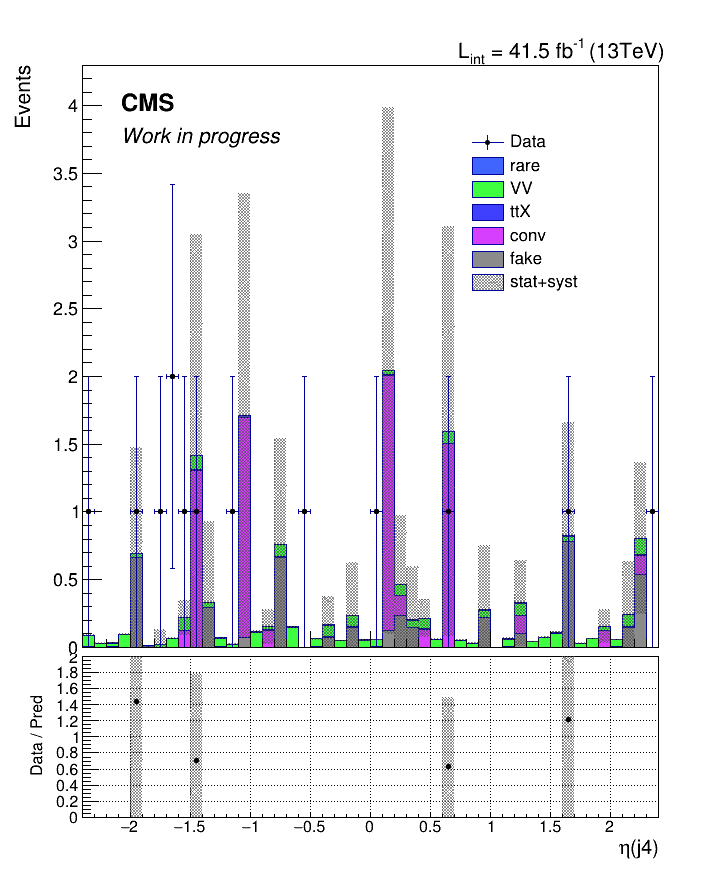 L_int = 41.5 fb^-1 (13TeV)
Events
CMS
Work in progress
Data
rare
VV
ttX
conv
fake
stat+syst
4
3.5
3
2.5
2
1.5
1
0.5
0
Data / Pred
2
1.8
1.6
1.4
1.2
1
0.8
0.6
0.4
0.2
0
−2 −1.5 −1 −0.5 0 0.5 1 1.5 2
η(j4)